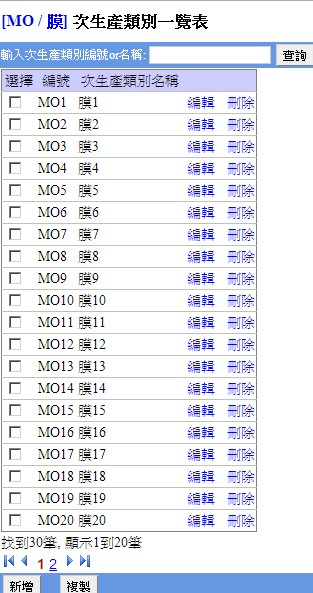 [MO / 膜] 次生產類別一覽表
輸入次生產類別編號or名稱: 查詢
選擇 編號 次生產類別名稱
MO1 膜1 編輯 刪除
MO2 膜2 編輯 刪除
MO3 膜3 編輯 刪除
MO4 膜4 編輯 刪除
MO5 膜5 編輯 刪除
MO6 膜6 編輯 刪除
MO7 膜7 編輯 刪除
MO8 膜8 編輯 刪除
MO9 膜9 編輯 刪除
MO10 膜10 編輯 刪除
MO11 膜11 編輯 刪除
MO12 膜12 編輯 刪除
MO13 膜13 編輯 刪除
MO14 膜14 編輯 刪除
MO15 膜15 編輯 刪除
MO16 膜16 編輯 刪除
MO17 膜17 編輯 刪除
MO18 膜18 編輯 刪除
MO19 膜19 編輯 刪除
MO20 膜20 編輯 刪除
找到30筆, 顯示1到20筆
1 2
新增 複製